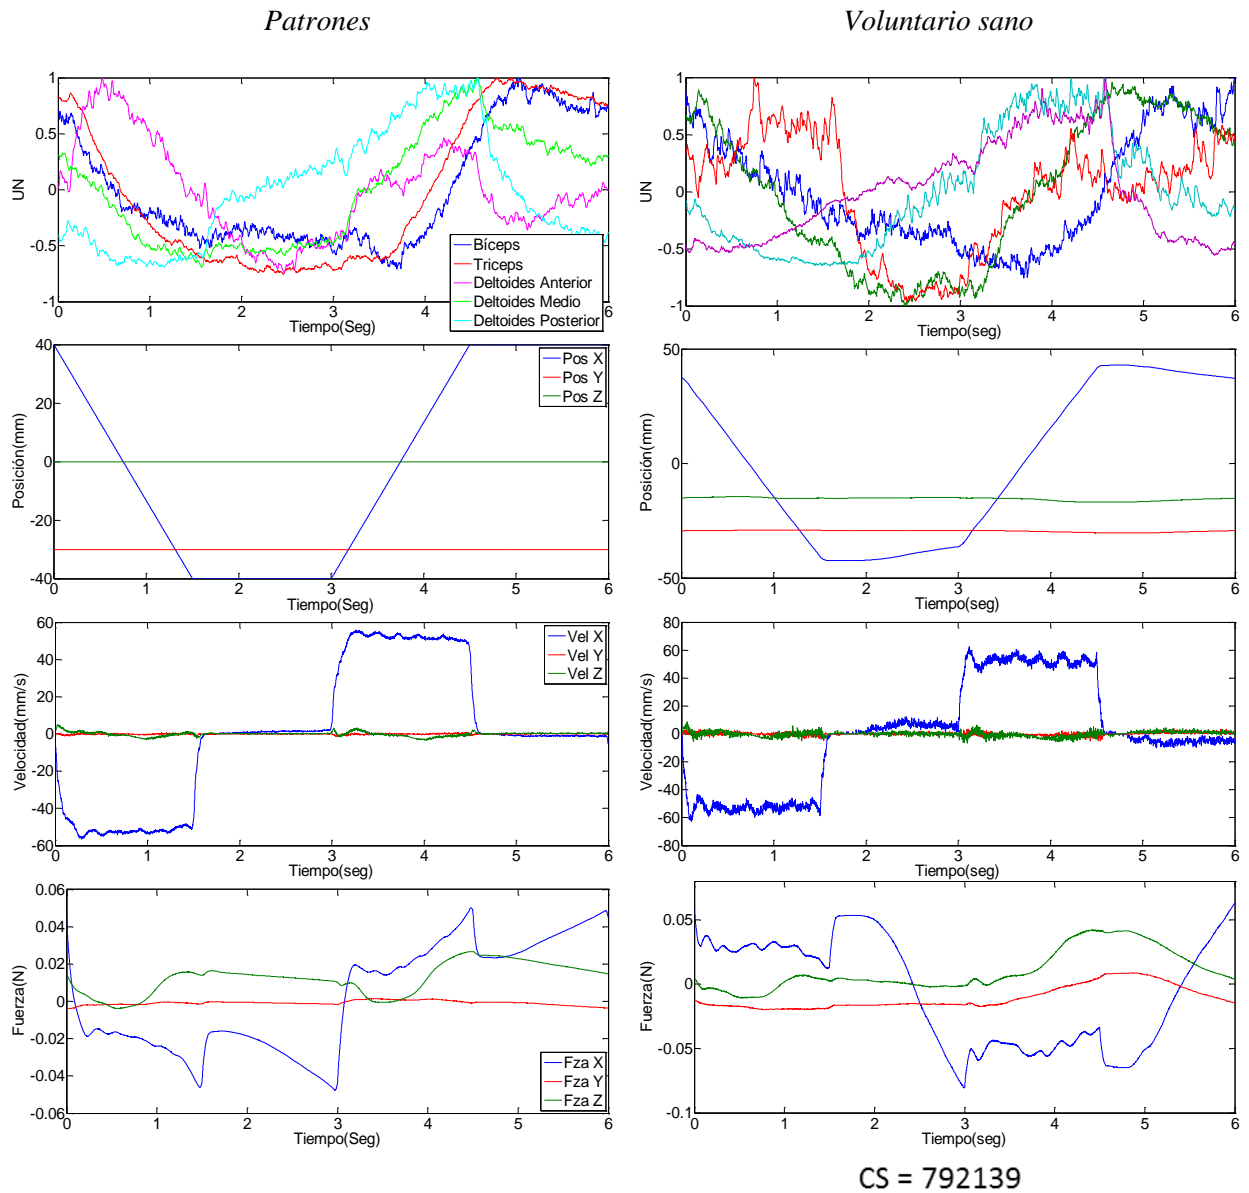 Patrones
Voluntario sano
1
0.5
0
-0.5
-1
UN
0 1 2 3 4 5 6
Tiempo(Seg)
Bíceps
Triceps
Deltoides Anterior
Deltoides Medio
Deltoides Posterior
1
0.5
0
-0.5
-1
UN
0 1 2 3 4 5 6
Tiempo(seg)
40
20
0
-20
-40
Posición(mm)
0 1 2 3 4 5 6
Tiempo(Seg)
Pos X
Pos Y
Pos Z
50
0
-50
Posición(mm)
0 1 2 3 4 5 6
Tiempo(seg)
60
40
20
0
-20
-40
-60
Velocidad(mm/s)
0 1 2 3 4 5 6
Tiempo(seg)
Vel X
Vel Y
Vel Z
80
60
40
20
0
-20
-40
-60
-80
Velocidad(mm/s)
0 1 2 3 4 5 6
Tiempo(seg)
0.06
0.04
0.02
0
-0.02
-0.04
-0.06
Fuerza(N)
0 1 2 3 4 5 6
Tiempo(Seg)
Fza X
Fza Y
Fza Z
0.05
0
-0.05
-0.1
Fuerza(N)
0 1 2 3 4 5 6
Tiempo(seg)
CS = 792139